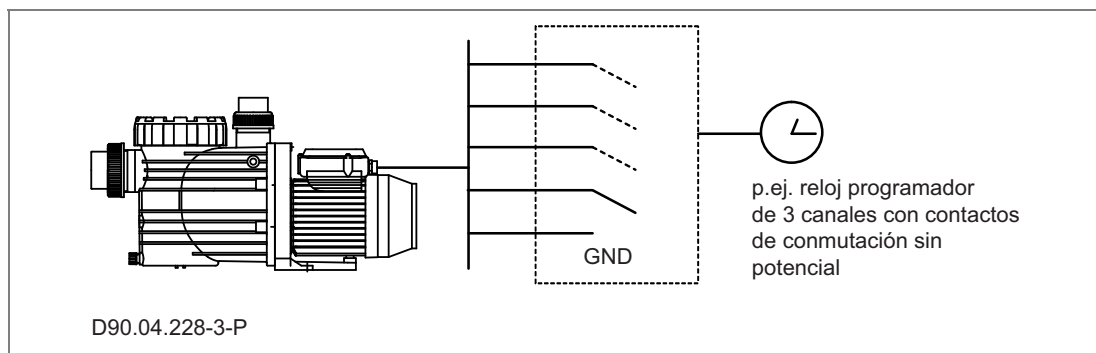 GND
p.ej. reloj programador
de 3 canales con contactos
de conmutación sin
potencial
D90.04.228-3-P